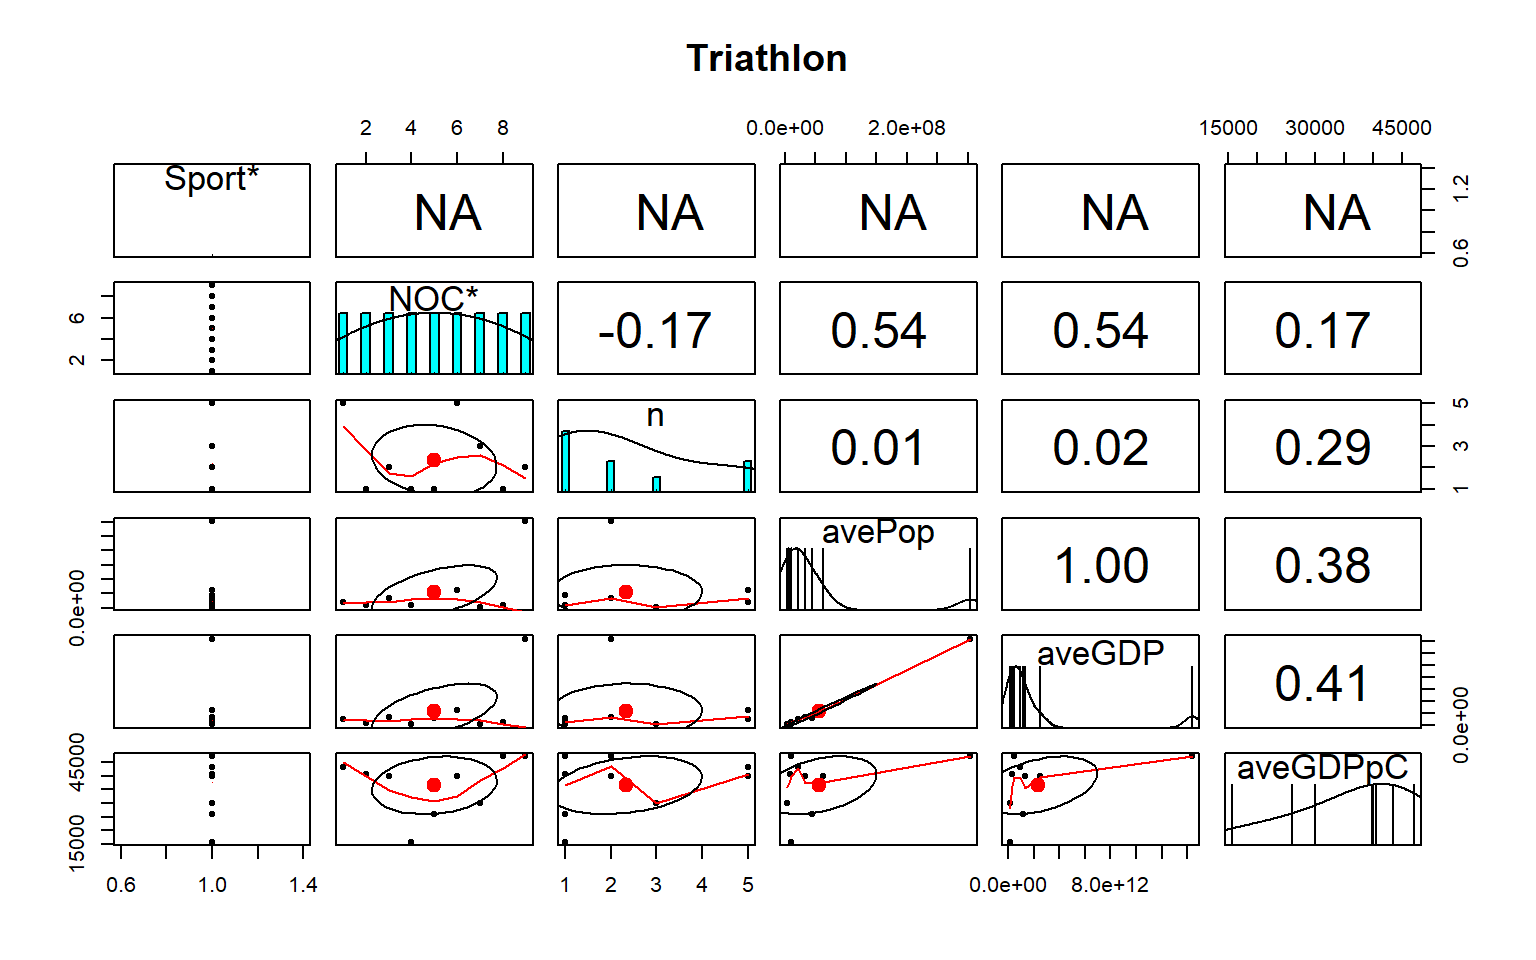 Triathlon
2 4 6 8 0.0e+00 2.0e+08 15000 30000 45000
Sport* NA NA NA NA NA 0.6 1.2
2 6 NOC* -0.17 0.54 0.54 0.17
n 0.01 0.02 0.29 1 3 5
0.0e+00 avePop 1.00 0.38
aveGDP 0.41 0.0e+00
15000 45000 aveGDPpC
0.6 1.0 1.4 1 2 3 4 5 0.0e+00 8.0e+12